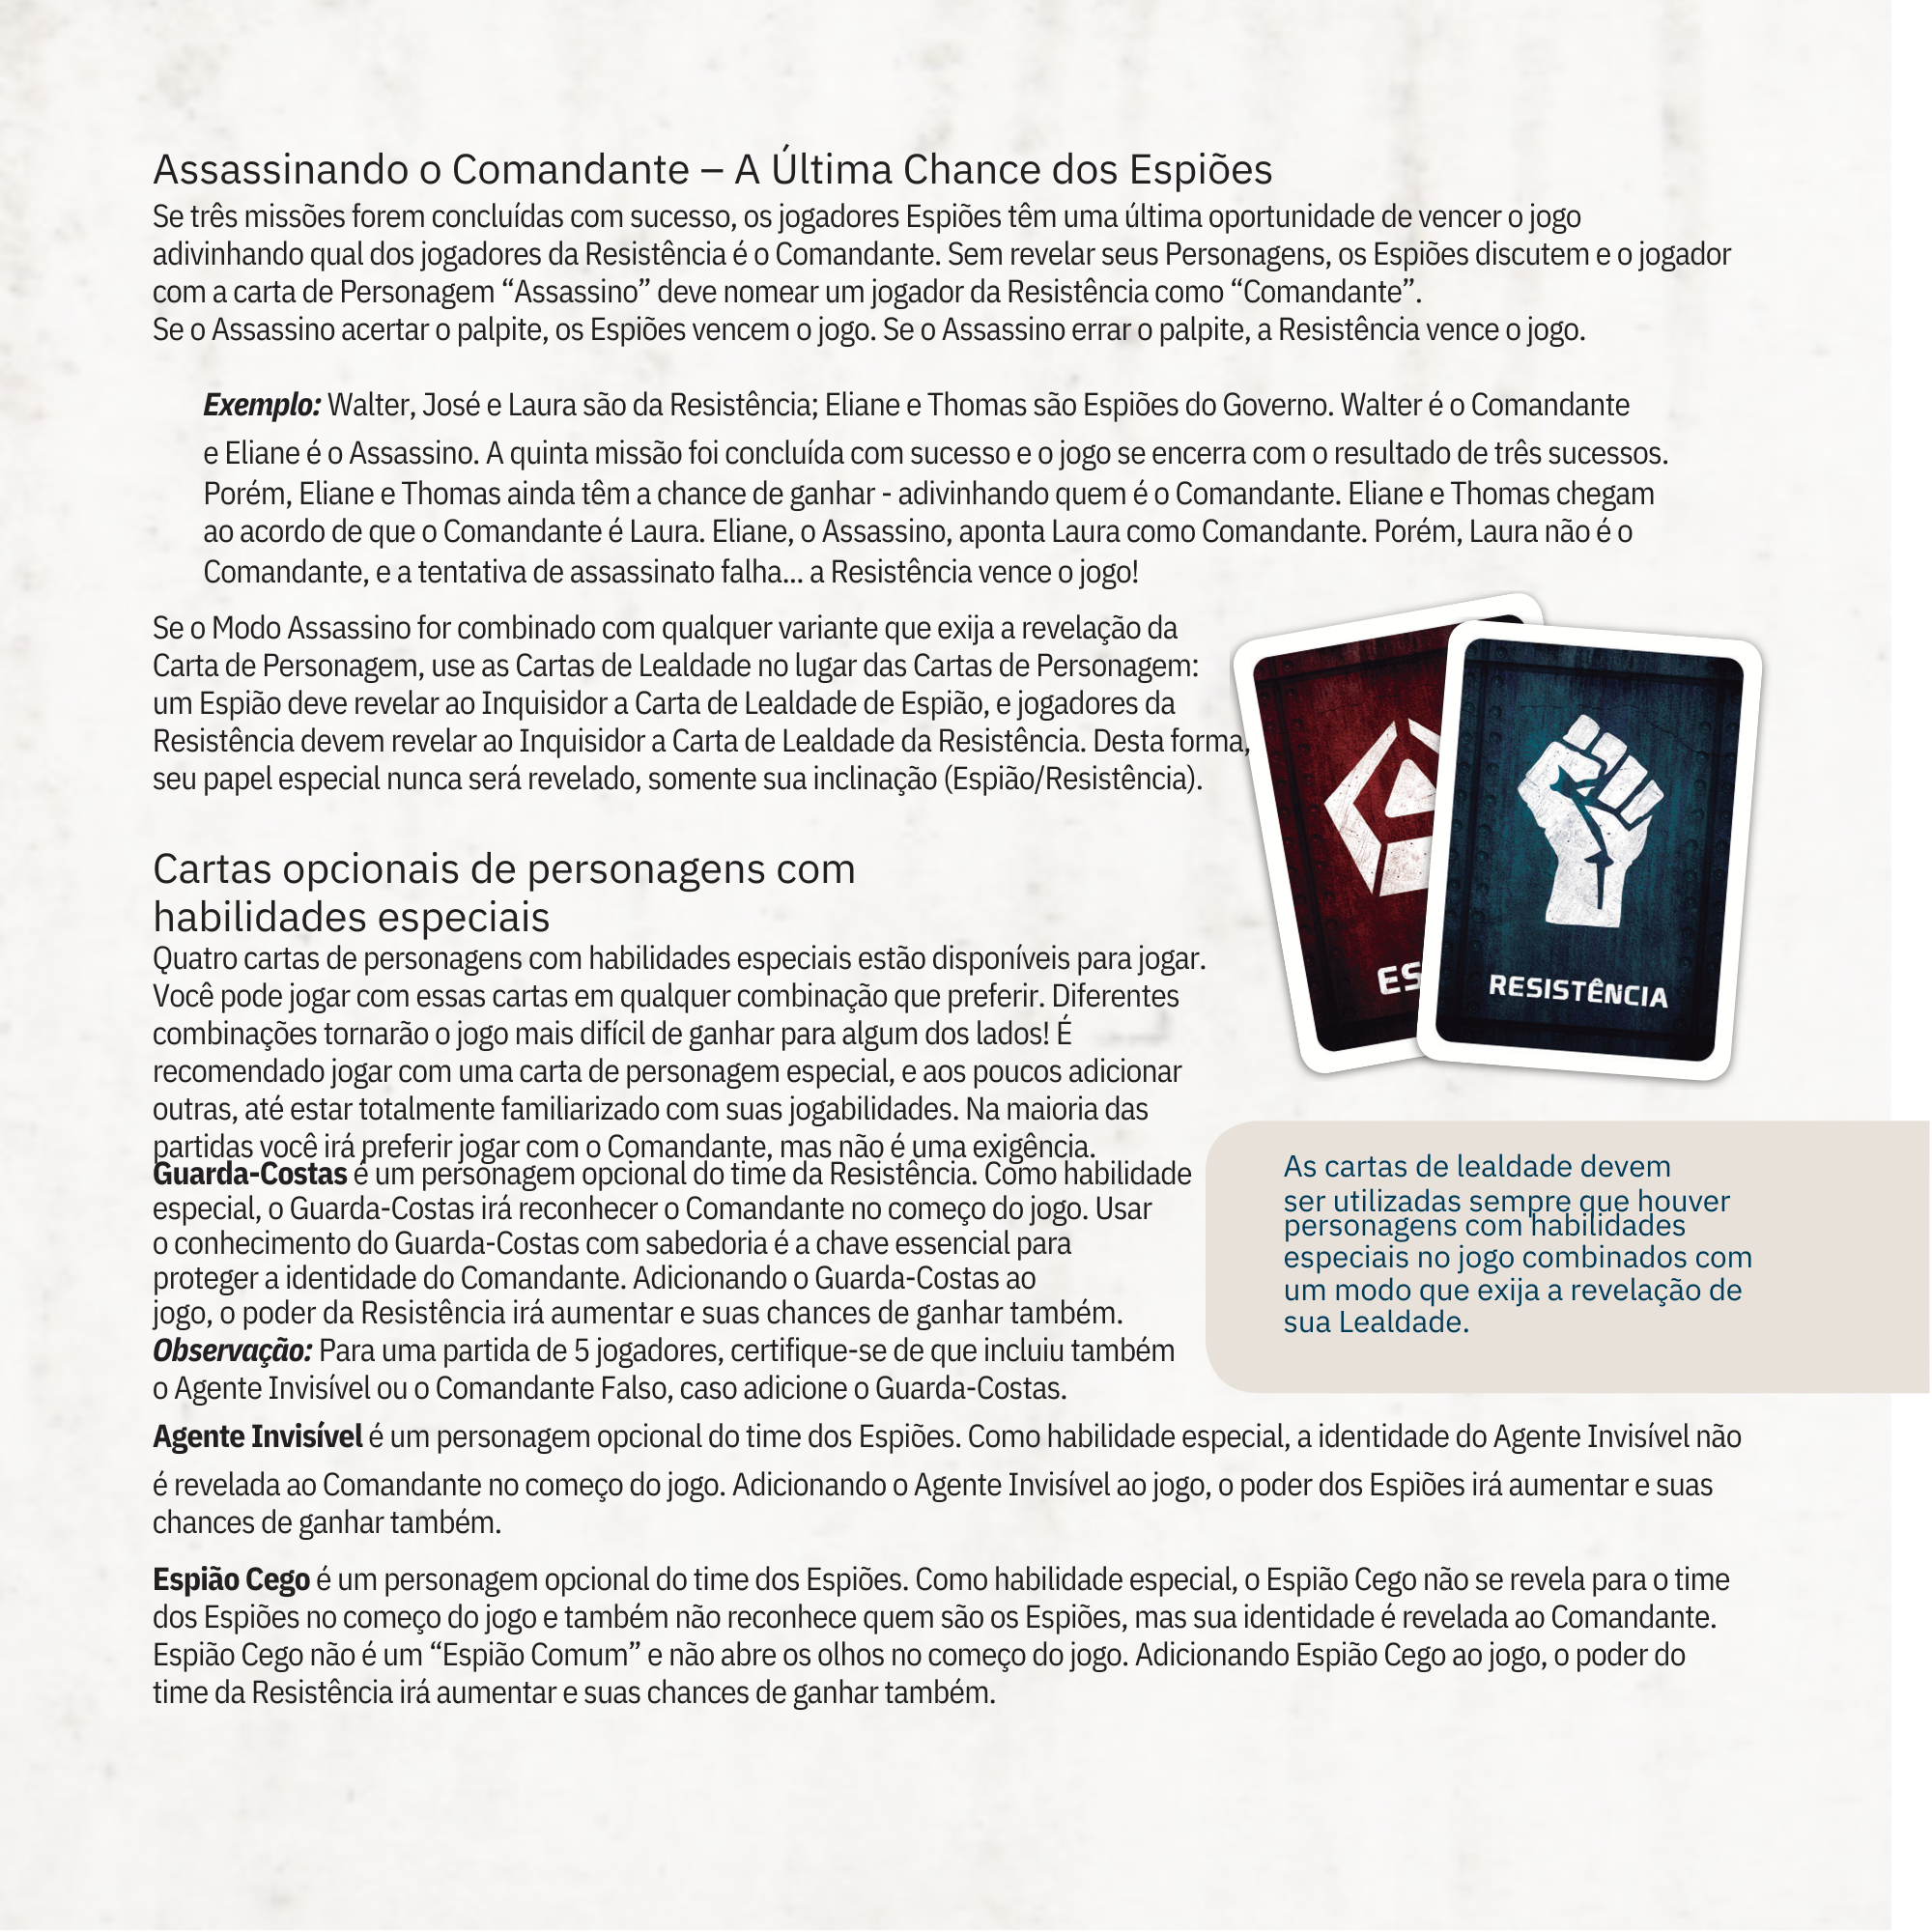 Assassinando o Comandante – A Última Chance dos Espiões
Se três missões forem concluídas com sucesso, os jogadores Espiões têm uma última oportunidade de vencer o jogo
adivinhando qual dos jogadores da Resistência é o Comandante. Sem revelar seus Personagens, os Espiões discutem e o jogador
com a carta de Personagem “Assassino” deve nomear um jogador da Resistência como “Comandante”.
Se o Assassino acertar o palpite, os Espiões vencem o jogo. Se o Assassino errar o palpite, a Resistência vence o jogo.
Exemplo: Walter, José e Laura são da Resistência; Eliane e Thomas são Espiões do Governo. Walter é o Comandante
e Eliane é o Assassino. A quinta missão foi concluída com sucesso e o jogo se encerra com o resultado de três sucessos.
Porém, Eliane e Thomas ainda têm a chance de ganhar - adivinhando quem é o Comandante. Eliane e Thomas chegam
ao acordo de que o Comandante é Laura. Eliane, o Assassino, aponta Laura como Comandante. Porém, Laura não é o
Comandante, e a tentativa de assassinato falha... a Resistência vence o jogo!
Se o Modo Assassino for combinado com qualquer variante que exija a revelação da
Carta de Personagem, use as Cartas de Lealdade no lugar das Cartas de Personagem:
um Espião deve revelar ao Inquisidor a Carta de Lealdade de Espião, e jogadores da
Resistência devem revelar ao Inquisidor a Carta de Lealdade da Resistência. Desta forma,
seu papel especial nunca será revelado, somente sua inclinação (Espião/Resistência).
ES
RESISTÊNCIA
Cartas opcionais de personagens com
habilidades especiais
Quatro cartas de personagens com habilidades especiais estão disponíveis para jogar.
Você pode jogar com essas cartas em qualquer combinação que preferir. Diferentes
combinações tornarão o jogo mais difícil de ganhar para algum dos lados! É
recomendado jogar com uma carta de personagem especial, e aos poucos adicionar
outras, até estar totalmente familiarizado com suas jogabilidades. Na maioria das
partidas você irá preferir jogar com o Comandante, mas não é uma exigência.
Guarda-Costas é um personagem opcional do time da Resistência. Como habilidade
especial, o Guarda-Costas irá reconhecer o Comandante no começo do jogo. Usar
o conhecimento do Guarda-Costas com sabedoria é a chave essencial para
proteger a identidade do Comandante. Adicionando o Guarda-Costas ao
jogo, o poder da Resistência irá aumentar e suas chances de ganhar também.
Observação: Para uma partida de 5 jogadores, certifique-se de que incluiu também
o Agente Invisível ou o Comandante Falso, caso adicione o Guarda-Costas.
As cartas de lealdade devem
ser utilizadas sempre que houver
personagens com habilidades
especiais no jogo combinados com
um modo que exija a revelação de
sua Lealdade.
Agente Invisível é um personagem opcional do time dos Espiões. Como habilidade especial, a identidade do Agente Invisível não
é revelada ao Comandante no começo do jogo. Adicionando o Agente Invisível ao jogo, o poder dos Espiões irá aumentar e suas
chances de ganhar também.
Espião Cego é um personagem opcional do time dos Espiões. Como habilidade especial, o Espião Cego não se revela para o time
dos Espiões no começo do jogo e também não reconhece quem são os Espiões, mas sua identidade é revelada ao Comandante.
Espião Cego não é um “Espião Comum” e não abre os olhos no começo do jogo. Adicionando Espião Cego ao jogo, o poder do
time da Resistência irá aumentar e suas chances de ganhar também.